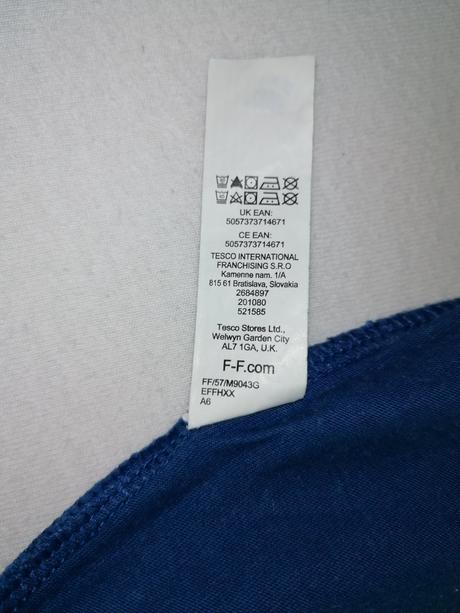 UK EAN:
5057373714671
CE EAN:
5057373714671
TESCO INTERNATIONAL
FRANCHISING S.R.O
Kamenne nam. 1/A
815 61 Bratislava, Slovakia
2684897
201080
521585
Tesco Stores Ltd.,
Welwyn Garden City
AL7 1GA, U.K.
F-F.com
FF/57/M9043G
EFFHXX
A6